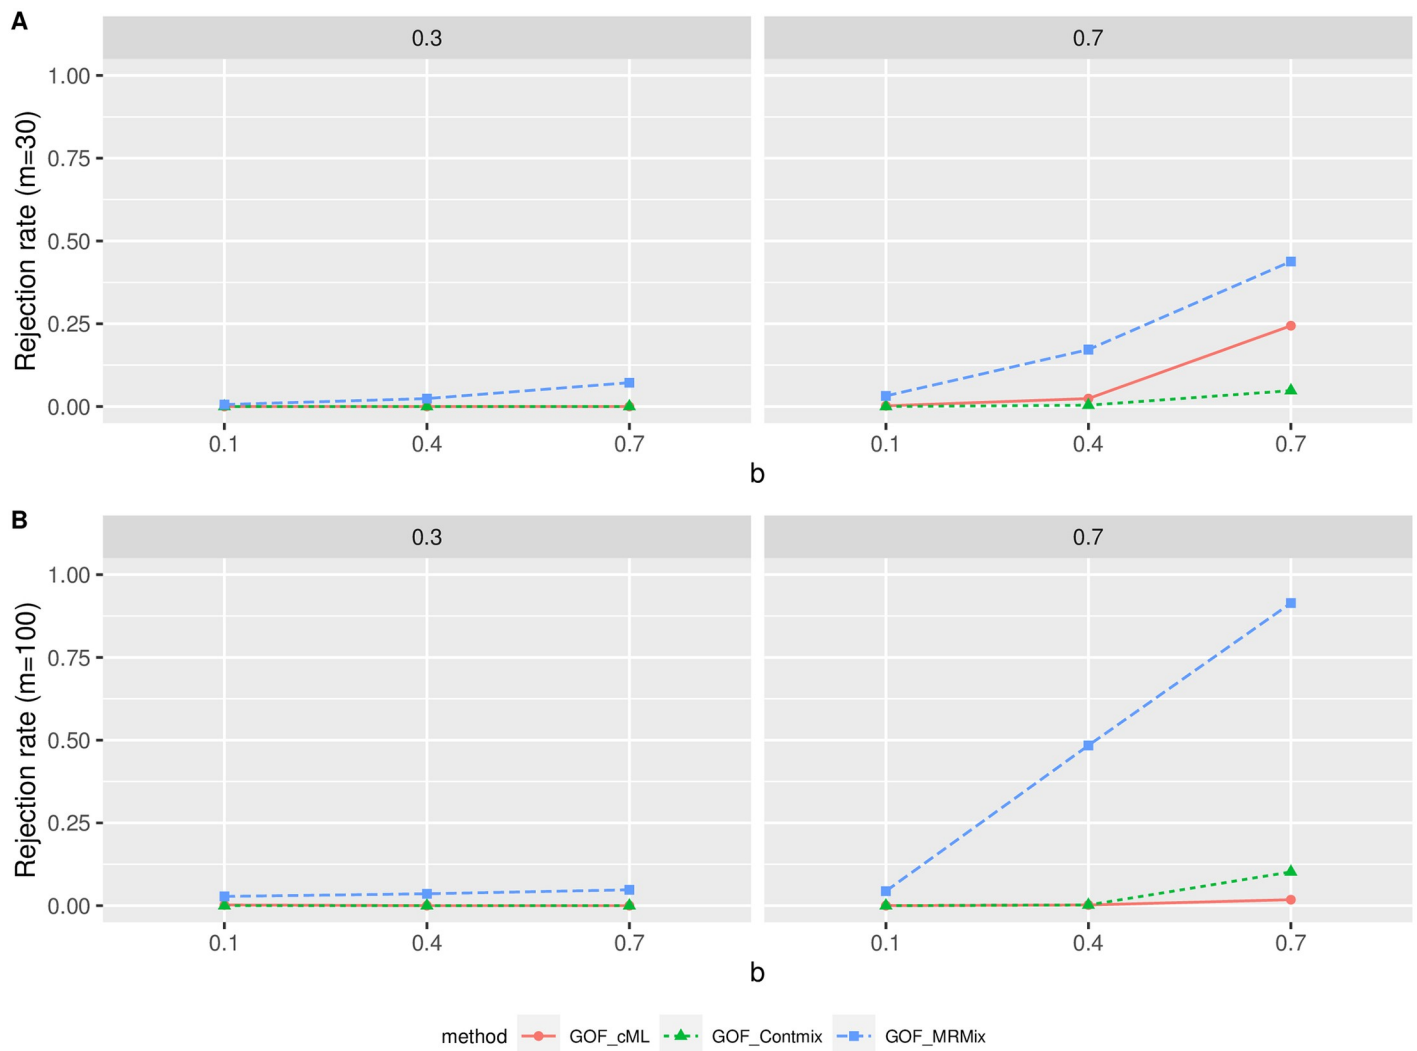 A
0.3 0.7
Rejection rate (m=30)
1.00
0.75
0.50
0.25
0.00
0.1 0.4 0.7 0.1 0.4 0.7
b
B
0.3 0.7
Rejection rate (m=100)
1.00
0.75
0.50
0.25
0.00
0.1 0.4 0.7 0.1 0.4 0.7
b
method GOF_cML GOF_Contmix GOF_MRMix